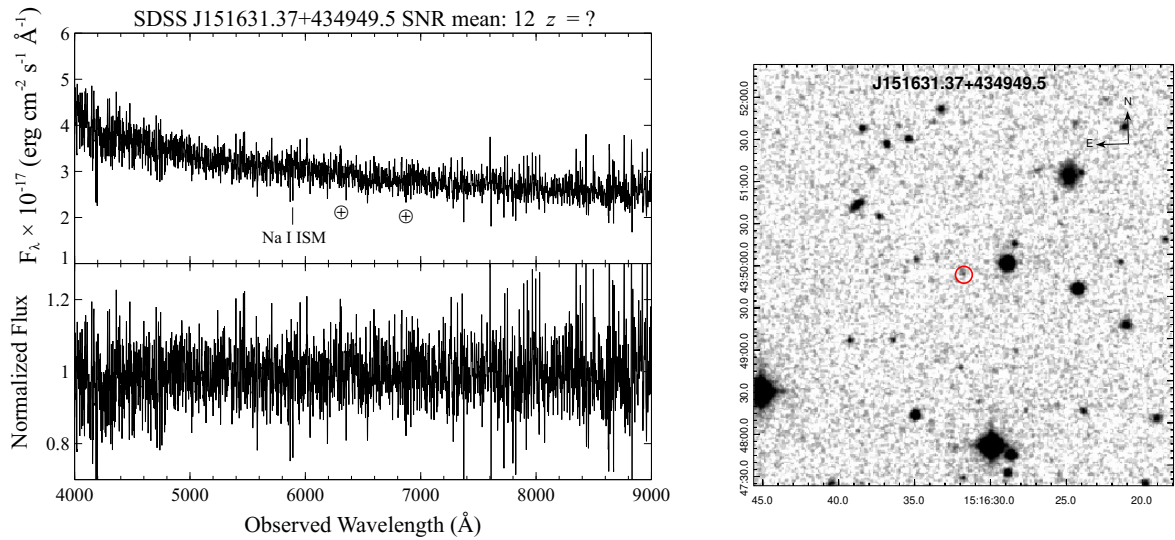 SDSS J151631.37+434949.5 SNR mean: 12 z = ?
6
5
4
3
2
1
F_λ × 10⁻¹⁷ (erg cm⁻² s⁻¹ Å⁻¹)
Na I ISM
⊕
⊕
1.2
1
0.8
Normalized Flux
4000 5000 6000 7000 8000 9000
Observed Wavelength (Å)
J151631.37+434949.5
N
E
52:00.0
30.0
51:00.0
30.0
43:50:00.0
30.0
49:00.0
30.0
48:00.0
47:30.0
45.0 40.0 35.0 15:16:30.0 25.0 20.0